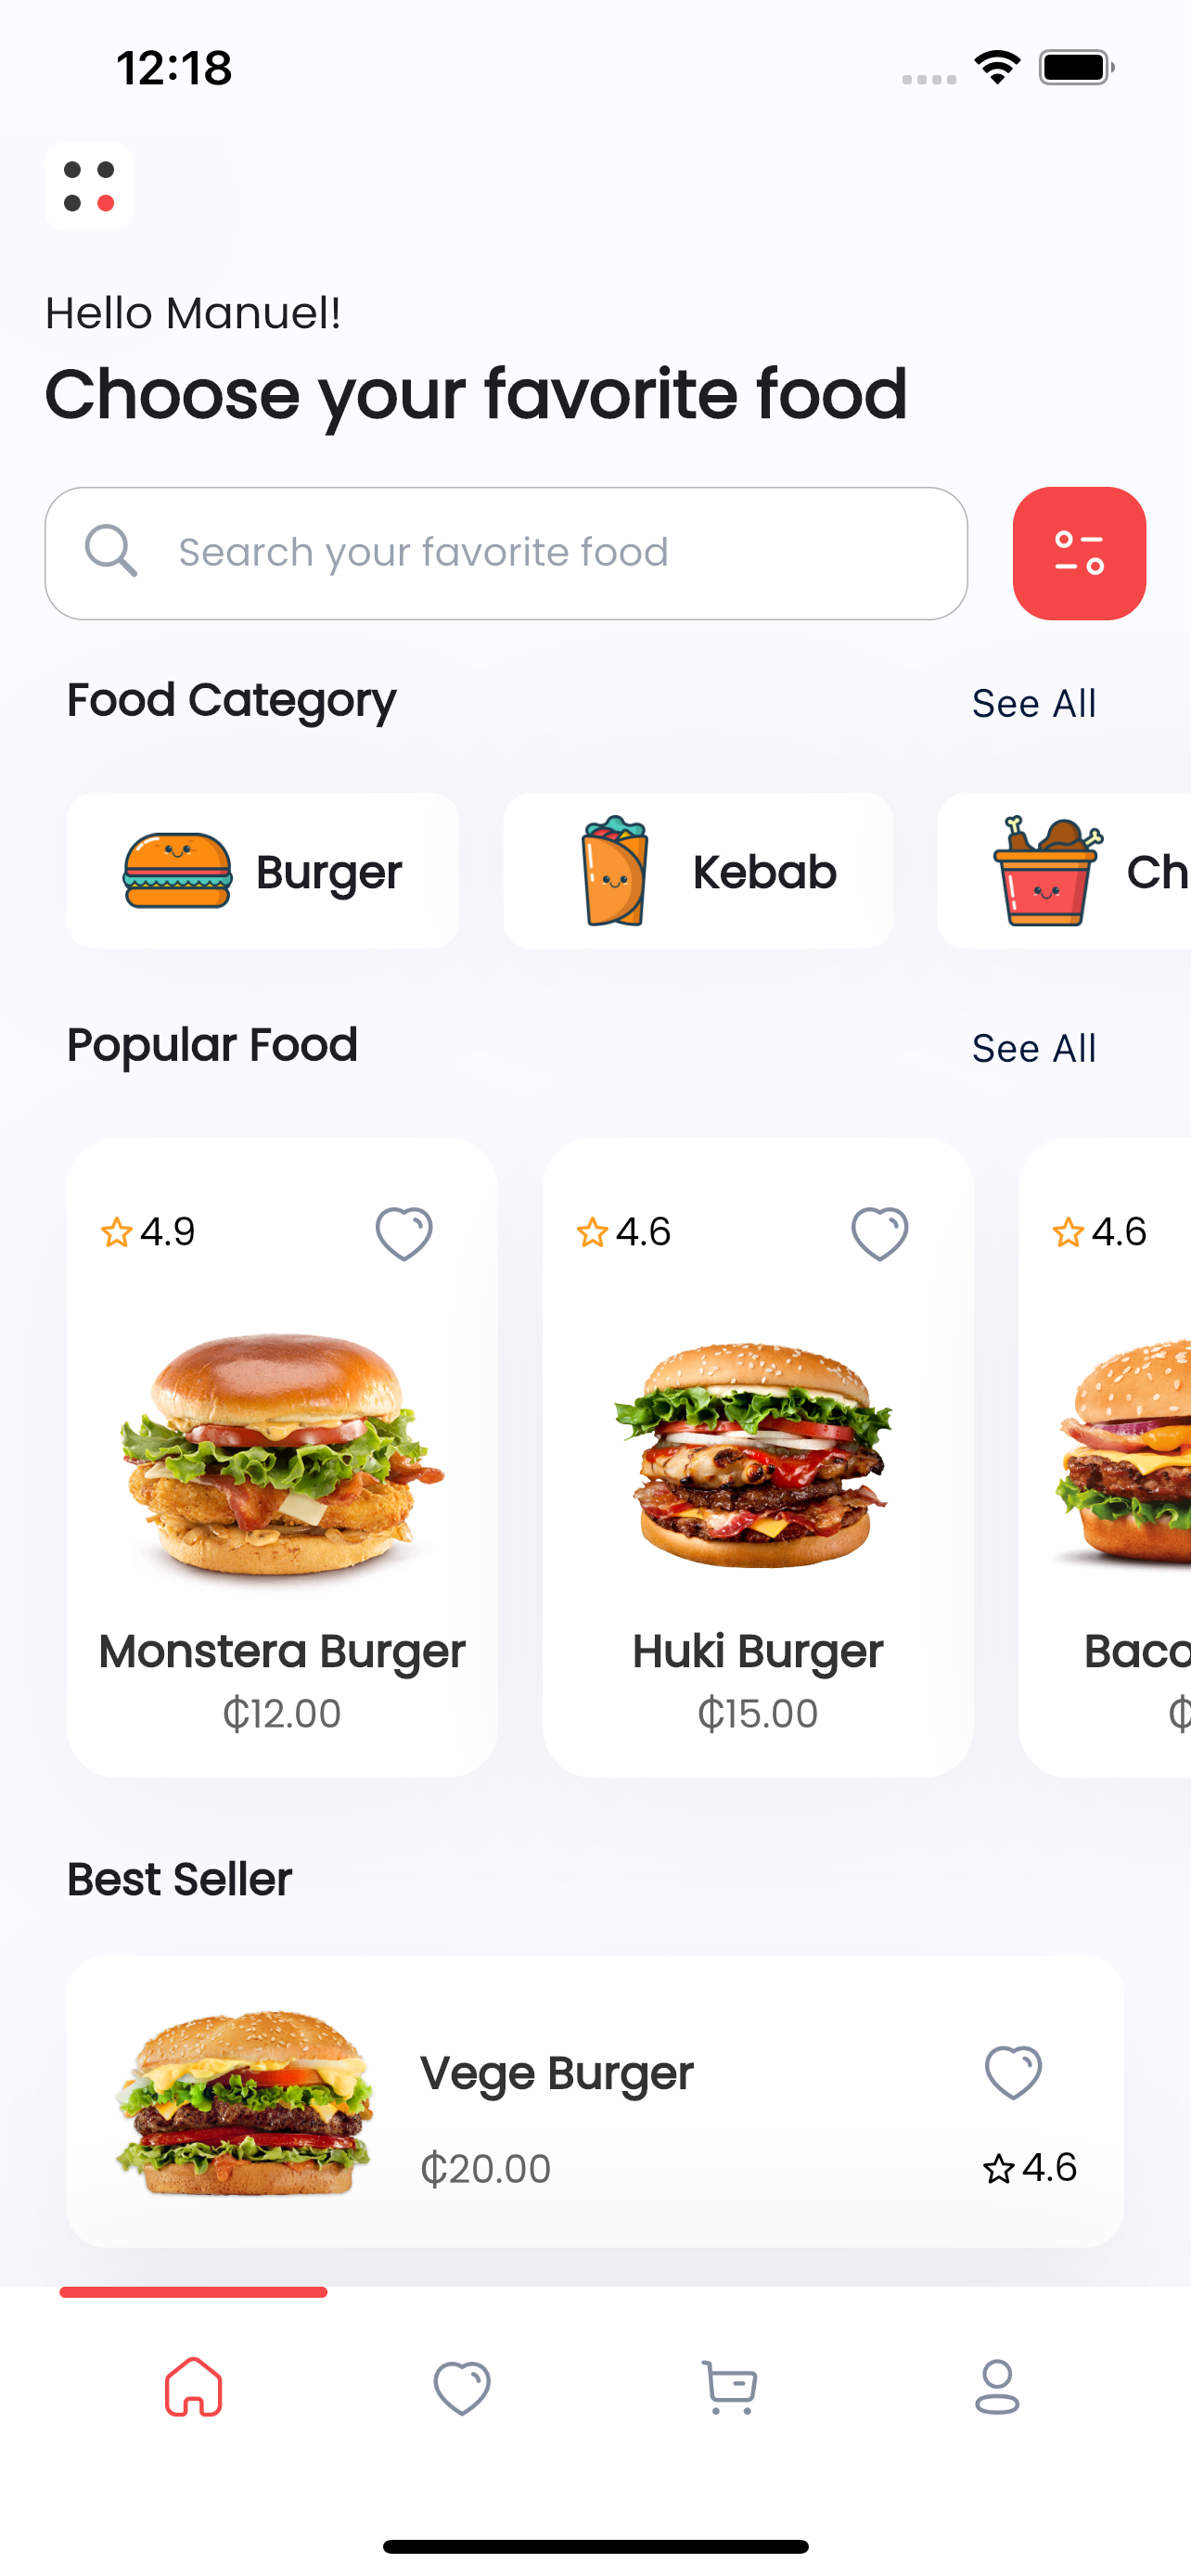 12:18
Hello Manuel!
Choose your favorite food
Search your favorite food
Food Category See All
Burger Kebab Ch
Popular Food See All
4.9 4.6 4.6
Monstera Burger Huki Burger Baco
₵12.00 ₵15.00 ₵
Best Seller
Vege Burger
₵20.00 4.6